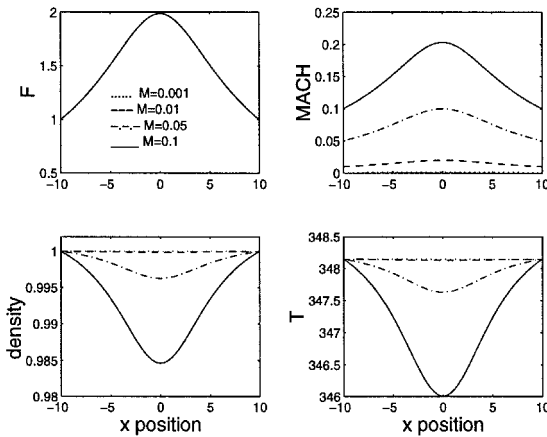 2
1.5
1
0.5
F
M=0.001
M=0.01
M=0.05
M=0.1
-10 -5 0 5 10
0.25
0.2
0.15
0.1
0.05
0
MACH
-10 -5 0 5 10
1
0.995
0.99
0.985
0.98
density
-10 -5 0 5 10
x position
348.5
348
347.5
347
346.5
346
T
-10 -5 0 5 10
x position